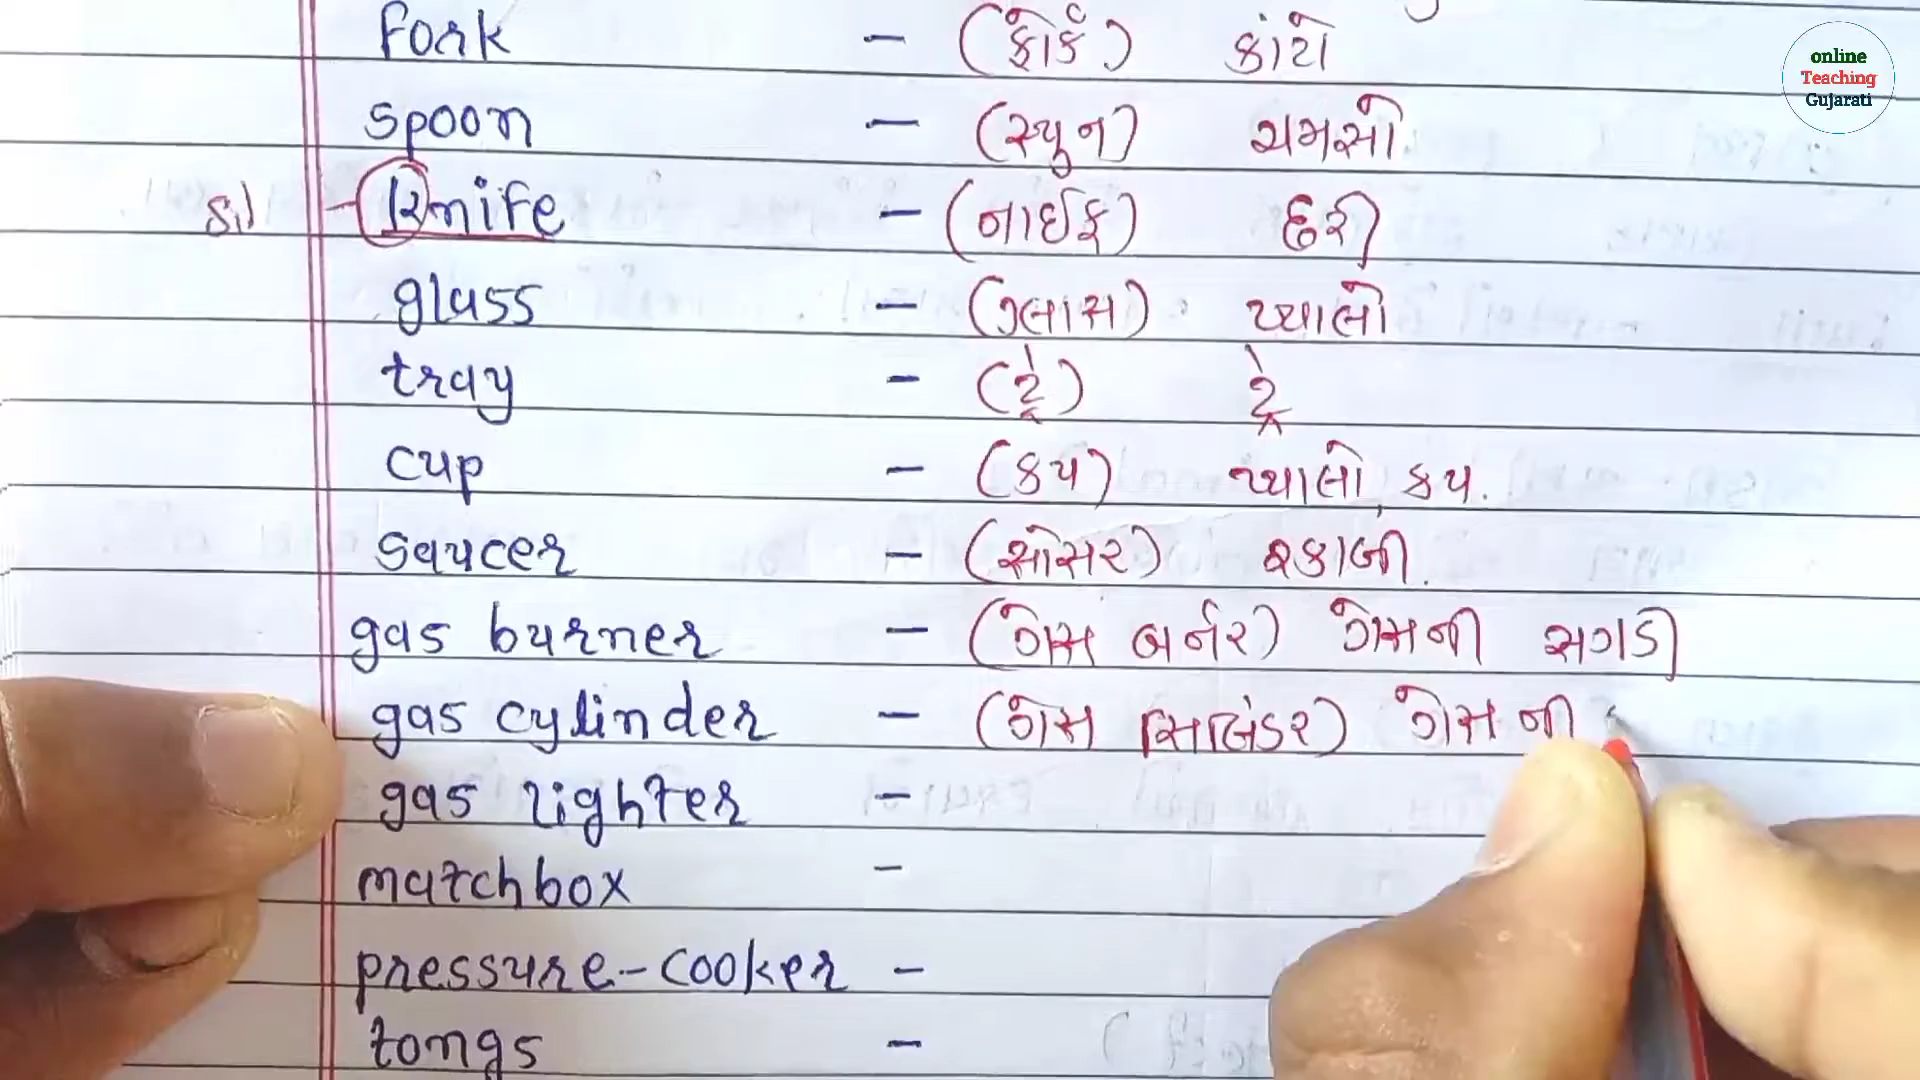 online
Teaching
Gujarati
Fork - (ફોર્ક) કાંટો
Spoon - (સ્પુન) ચમચો
Knife - (નાઈફ) છરી
glass - (ગ્લાસ) પ્યાલો
tray - (ટ્રે) ટ્રે
cup - (કપ) પ્યાલો, કપ.
saucer - (સોસર) રકાબી.
gas burner - (ગેસ બર્નર) ગેસની સગડી
gas cylinder - (ગેસ સિલિંડર) ગેસ ની
gas lighter -
matchbox -
pressure-cooker -
tongs -